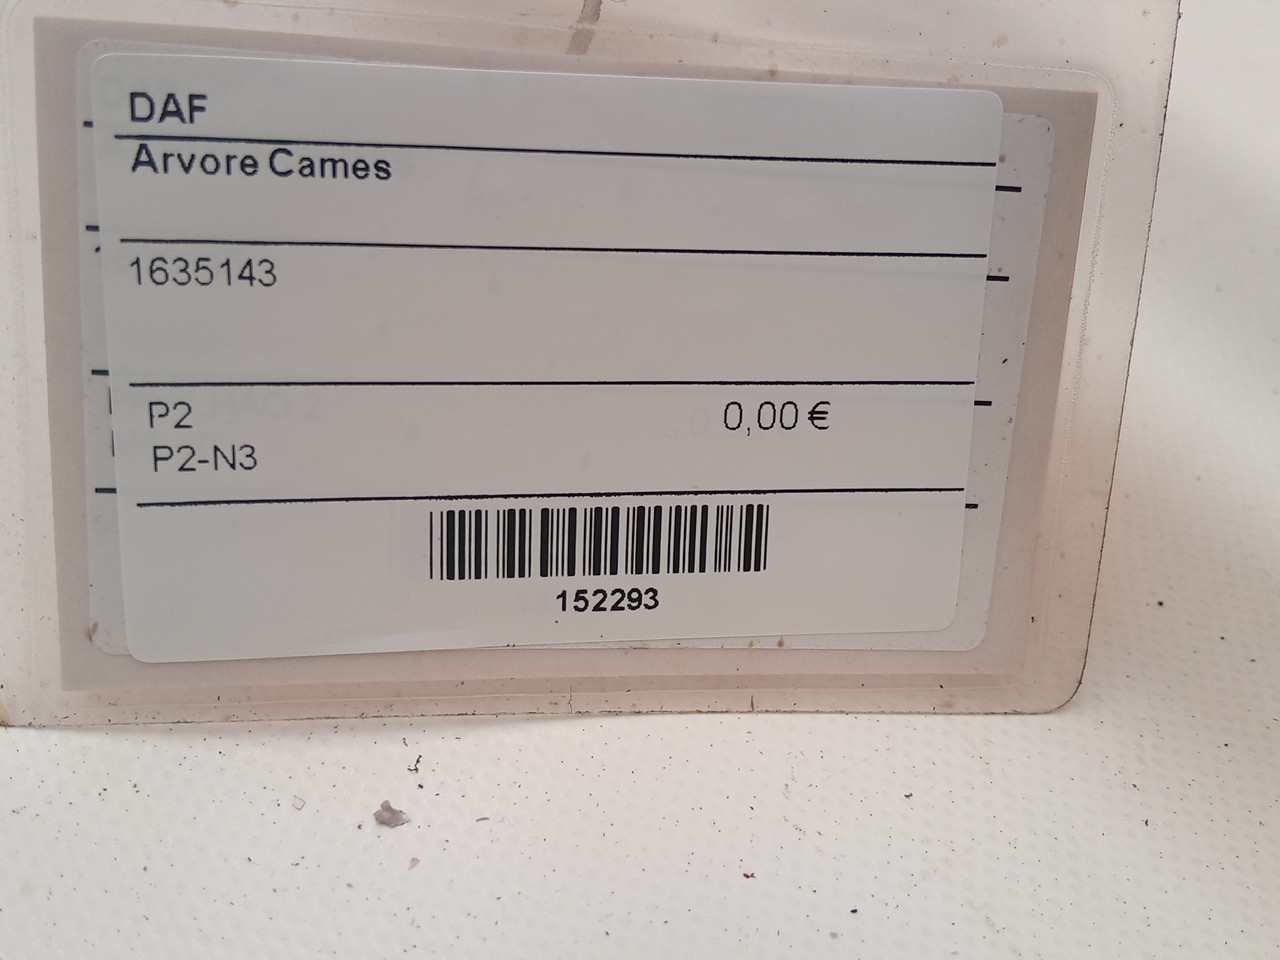 DAF
Arvore Cames
1635143
P2
0,00 €
P2-N3
152293